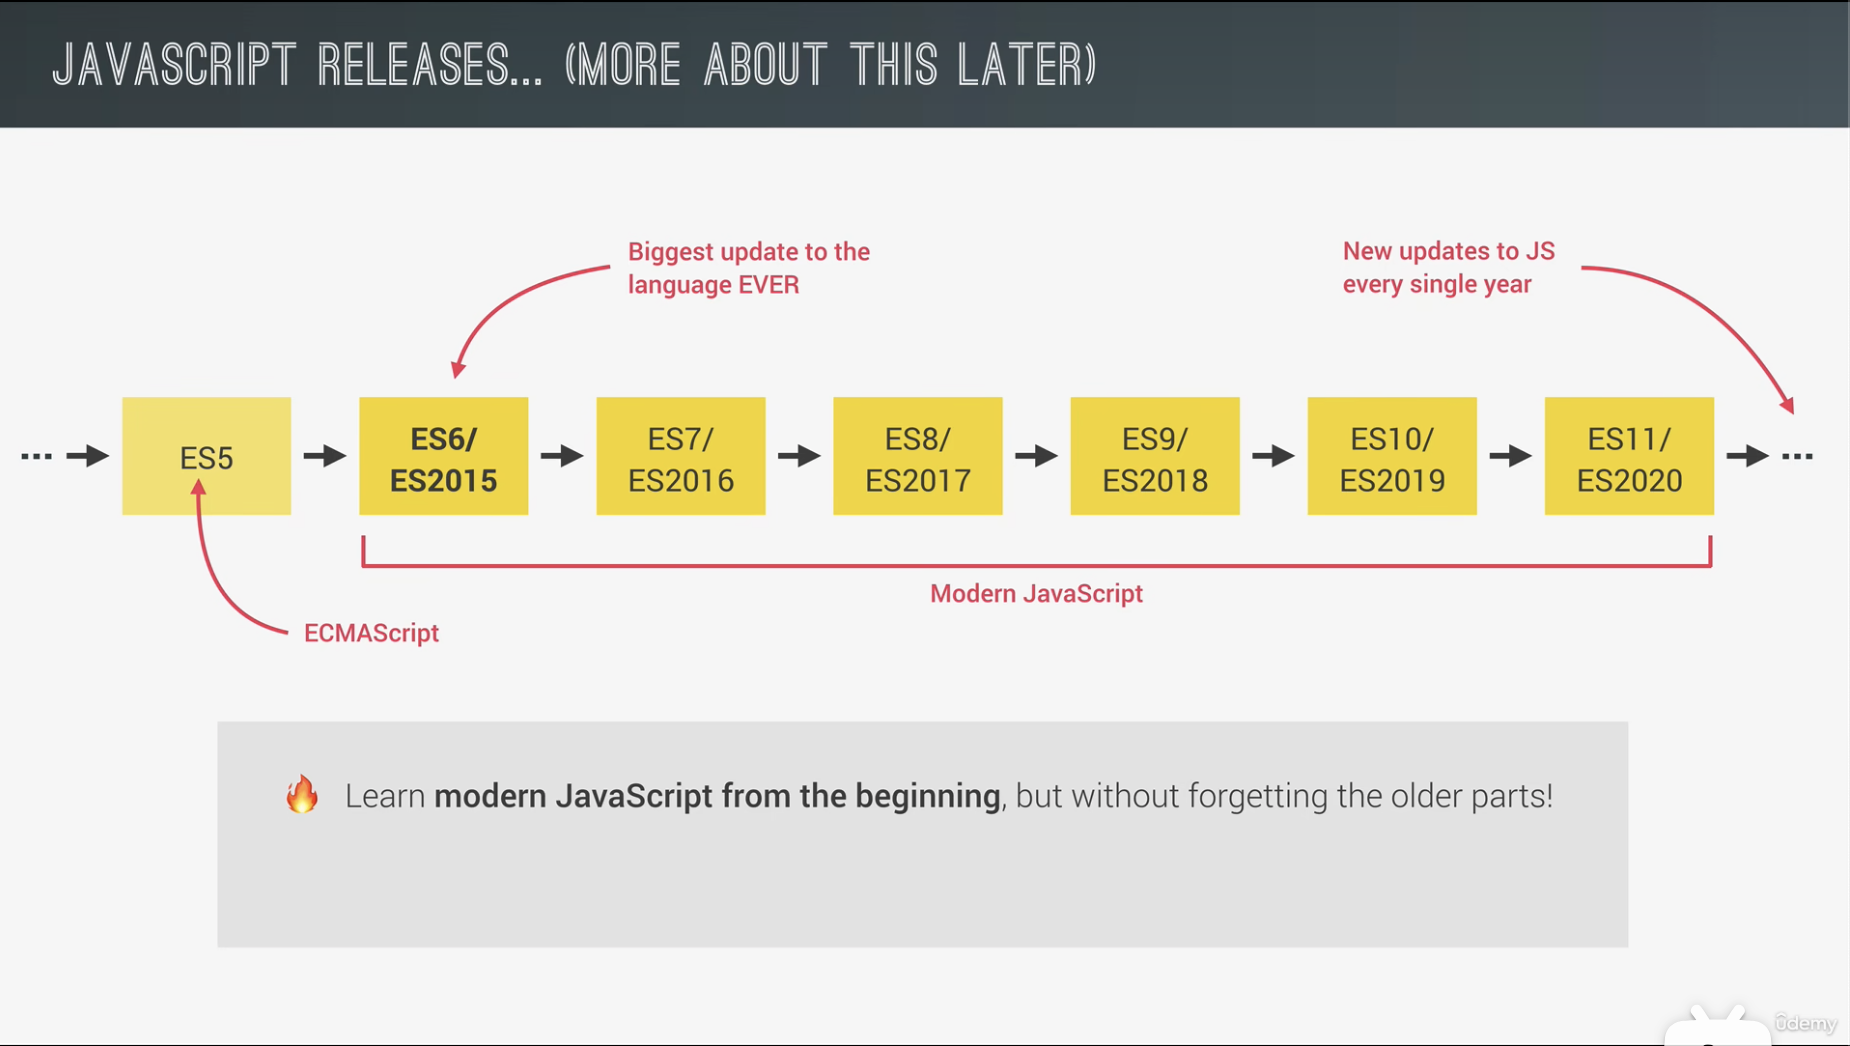 JAVASCRIPT RELEASES... (MORE ABOUT THIS LATER)
Biggest update to the
language EVER
New updates to JS
every single year
... ES5
ES6/
ES2015
ES7/
ES2016
ES8/
ES2017
ES9/
ES2018
ES10/
ES2019
ES11/
ES2020
...
Modern JavaScript
ECMAScript
Learn modern JavaScript from the beginning, but without forgetting the older parts!
ûdemy